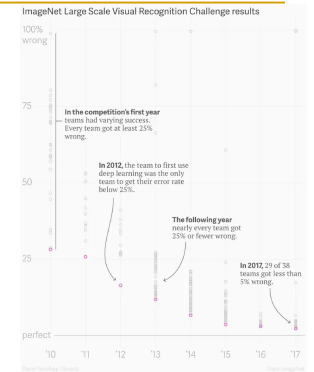 ImageNet Large Scale Visual Recognition Challenge results
100%
wrong
75
In the competition's first year
teams had varying success.
Every team got at least 25%
wrong.
In 2012, the team to first use
deep learning was the only
team to get their error rate
below 25%.
50
The following year
nearly every team got
25% or fewer wrong.
25
In 2017, 29 of 38
teams got less than
5% wrong.
perfect
'10 '11 '12 '13 '14 '15 '16 '17